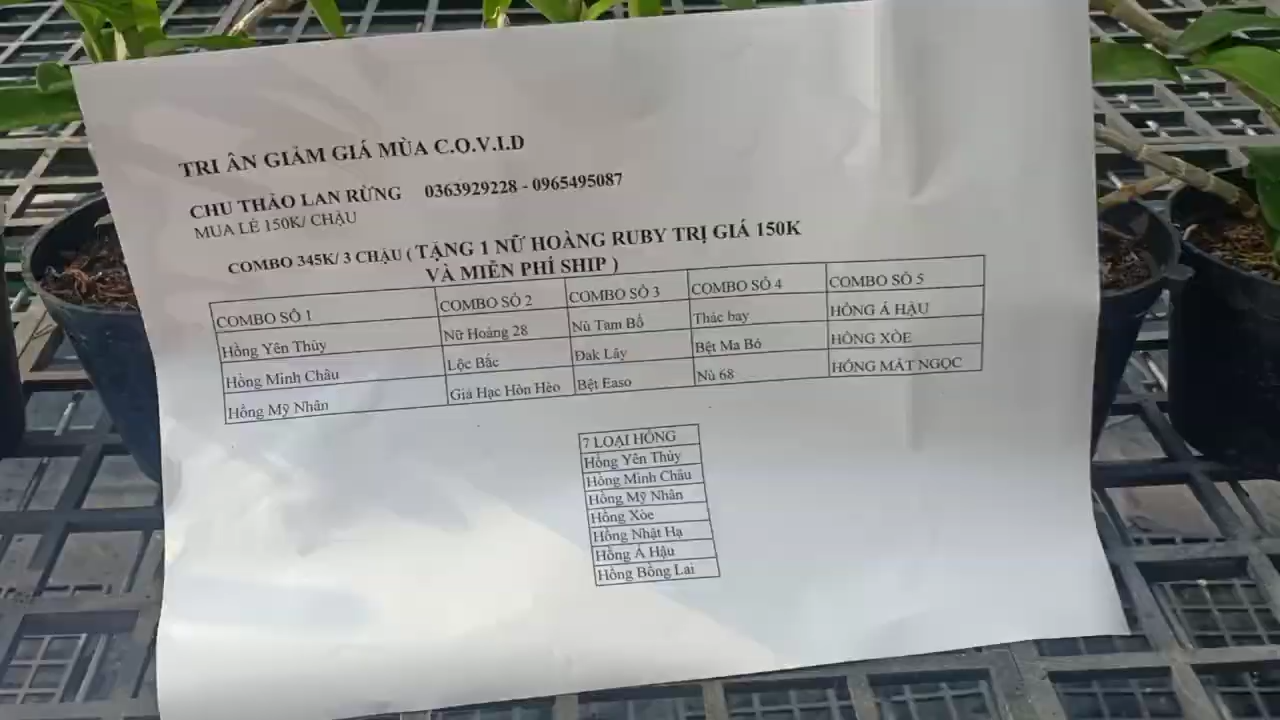 TRI ÂN GIẢM GIÁ MÙA C.O.V.I.D
CHU THẢO LAN RỪNG 0363929228 - 0965495087
MUA LẺ 150K/ CHẬU
COMBO 345K/ 3 CHẬU ( TẶNG 1 NỮ HOÀNG RUBY TRỊ GIÁ 150K
VÀ MIỄN PHÍ SHIP )
COMBO SỐ 1 COMBO SỐ 2 COMBO SỐ 3 COMBO SỐ 4 COMBO SỐ 5
Hồng Yên Thủy Nữ Hoàng 28 Nù Tam Bố Thác bay HỒNG Á HẬU
Hồng Minh Châu Lộc Bắc Đak Lây Bệt Ma Bó HỒNG XÒE
Hồng Mỹ Nhân Giả Hạc Hòn Hèo Bệt Easo Nù 68 HỒNG MẮT NGỌC
7 LOẠI HỒNG
Hồng Yên Thủy
Hồng Minh Châu
Hồng Mỹ Nhân
Hồng Xòe
Hồng Nhật Hạ
Hồng Á Hậu
Hồng Bồng Lai